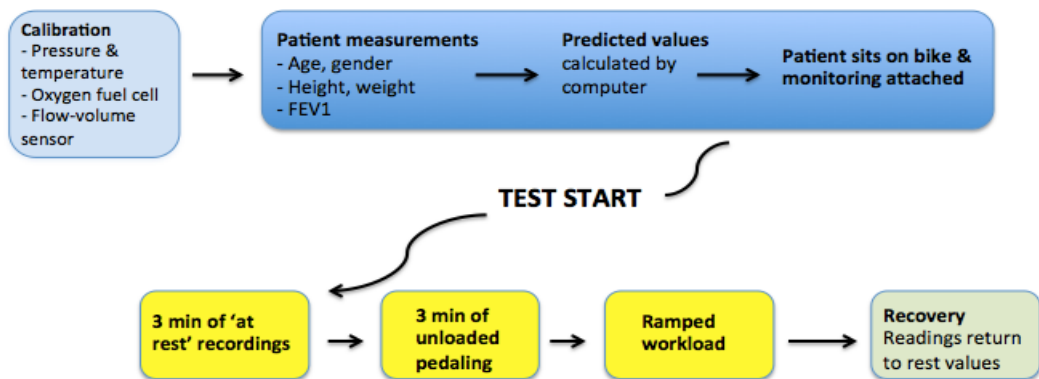 Calibration
- Pressure &
temperature
- Oxygen fuel cell
- Flow-volume
sensor
Patient measurements
- Age, gender
- Height, weight
- FEV1
Predicted values
calculated by
computer
Patient sits on bike &
monitoring attached
TEST START
3 min of ‘at
rest’ recordings
3 min of
unloaded
pedaling
Ramped
workload
Recovery
Readings return
to rest values